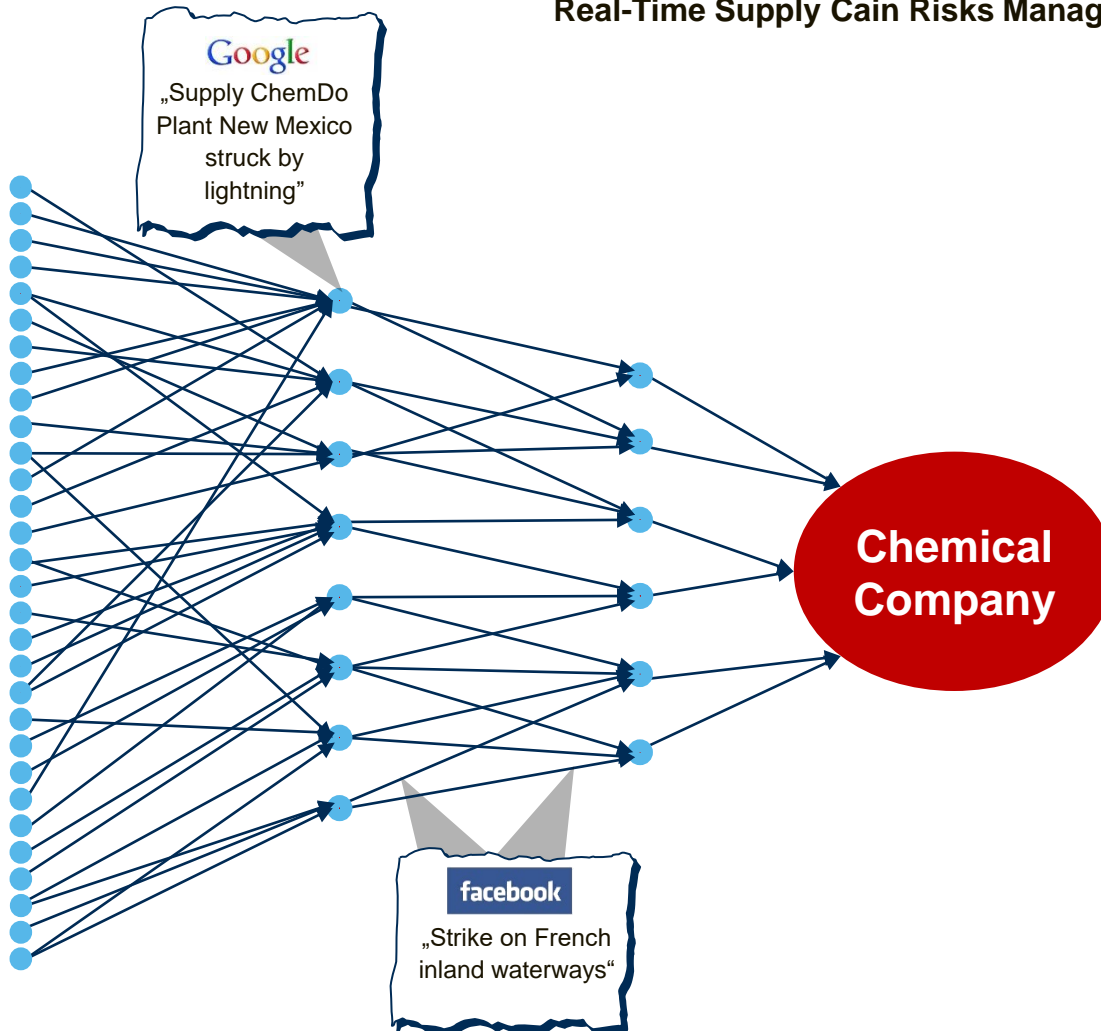 Real-Time Supply Cain Risks Manag
Google
„Supply ChemDo
Plant New Mexico
struck by
lightning”
Chemical
Company
facebook
„Strike on French
inland waterways“